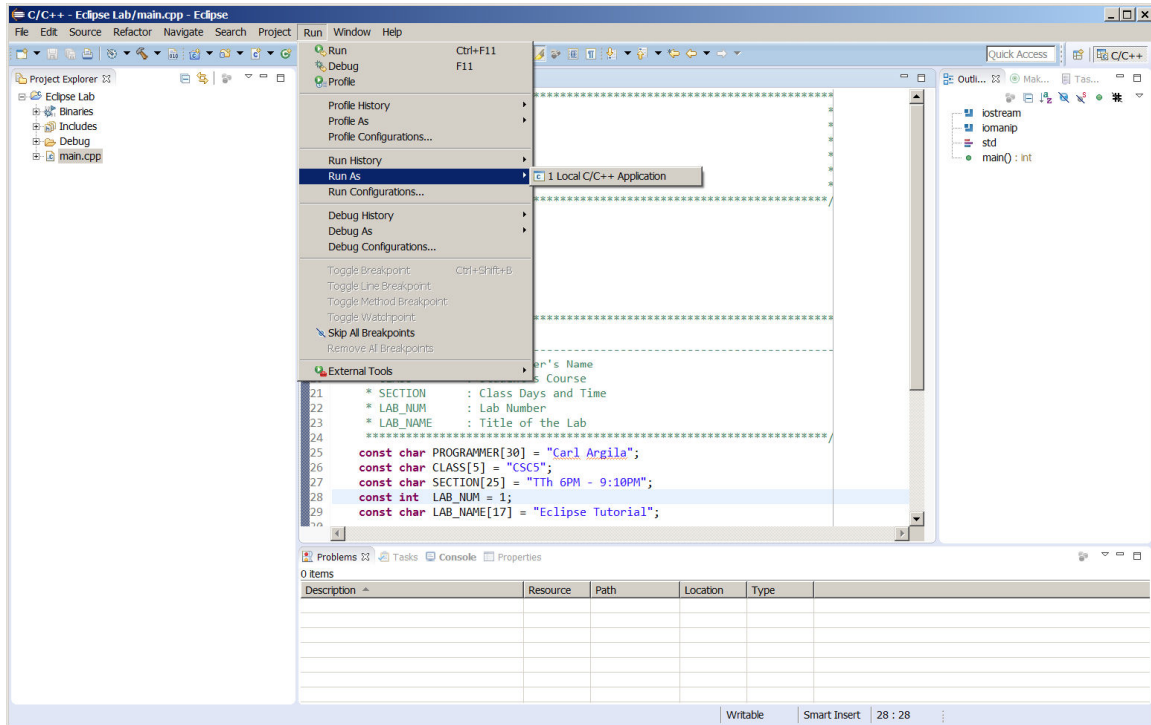 C/C++ - Eclipse Lab/main.cpp - Eclipse
File Edit Source Refactor Navigate Search Project Run Window Help
Quick Access
C/C++
Project Explorer
Eclipse Lab
Binaries
Includes
Debug
main.cpp
Run Ctrl+F11
Debug F11
Profile
Profile History
Profile As
Profile Configurations...
Run History
Run As
Run Configurations...
Debug History
Debug As
Debug Configurations...
Toggle Breakpoint Ctrl+Shift+B
Toggle Line Breakpoint
Toggle Method Breakpoint
Toggle Watchpoint
Skip All Breakpoints
Remove All Breakpoints
External Tools
1 Local C/C++ Application
er's Name
s Course
21 * SECTION : Class Days and Time
22 * LAB_NUM : Lab Number
23 * LAB_NAME : Title of the Lab
24 **********************************************************************/
25 const char PROGRAMMER[30] = "Carl Argila";
26 const char CLASS[5] = "CSC5";
27 const char SECTION[25] = "TTh 6PM - 9:10PM";
28 const int LAB_NUM = 1;
29 const char LAB_NAME[17] = "Eclipse Tutorial";
Outli... Mak... Tas...
iostream
iomanip
std
main() : int
Problems Tasks Console Properties
0 items
Description Resource Path Location Type
Writable Smart Insert 28 : 28